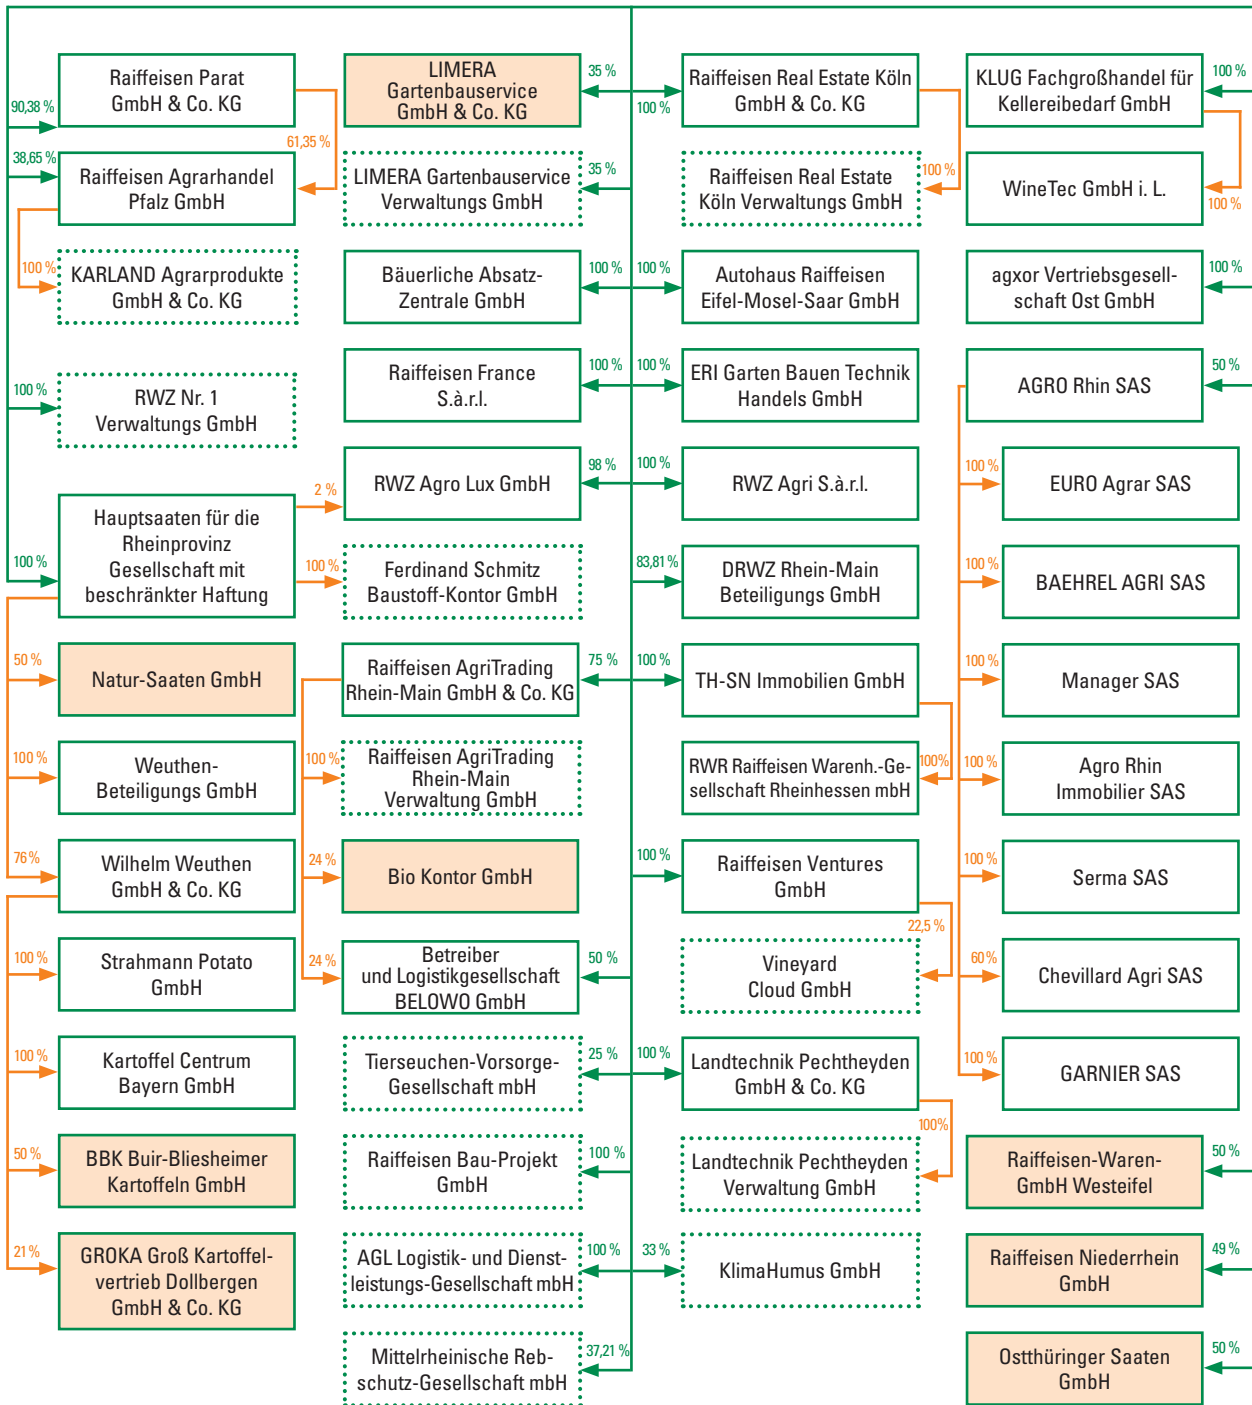 Raiffeisen Parat
GmbH & Co. KG
90,38 %
61,35 %
38,65 %
Raiffeisen Agrarhandel
Pfalz GmbH
100 %
KARLAND Agrarprodukte
GmbH & Co. KG
100 %
RWZ Nr. 1
Verwaltungs GmbH
100 %
Hauptsaaten für die
Rheinprovinz
Gesellschaft mit
beschränkter Haftung
2 %
100 %
50 %
Natur-Saaten GmbH
100 %
Weuthen-
Beteiligungs GmbH
76 %
Wilhelm Weuthen
GmbH & Co. KG
100 %
Strahmann Potato
GmbH
100 %
Kartoffel Centrum
Bayern GmbH
50 %
BBK Buir-Bliesheimer
Kartoffeln GmbH
21 %
GROKA Groß Kartoffel-
vertrieb Dollbergen
GmbH & Co. KG
LIMERA
Gartenbauservice
GmbH & Co. KG
35 %
LIMERA Gartenbauservice
Verwaltungs GmbH
35 %
Bäuerliche Absatz-
Zentrale GmbH
100 %
Raiffeisen France
S.à.r.l.
100 %
RWZ Agro Lux GmbH
98 %
Ferdinand Schmitz
Baustoff-Kontor GmbH
Raiffeisen AgriTrading
Rhein-Main GmbH & Co. KG
75 %
100 %
Raiffeisen AgriTrading
Rhein-Main
Verwaltung GmbH
24 %
Bio Kontor GmbH
24 %
Betreiber
und Logistikgesellschaft
BELOWO GmbH
50 %
Tierseuchen-Vorsorge-
Gesellschaft mbH
25 %
Raiffeisen Bau-Projekt
GmbH
100 %
AGL Logistik- und Dienst-
leistungs-Gesellschaft mbH
100 %
Mittelrheinische Reb-
schutz-Gesellschaft mbH
37,21 %
100 %
Raiffeisen Real Estate Köln
GmbH & Co. KG
100 %
Raiffeisen Real Estate
Köln Verwaltungs GmbH
100 %
Autohaus Raiffeisen
Eifel-Mosel-Saar GmbH
100 %
ERI Garten Bauen Technik
Handels GmbH
100 %
RWZ Agri S.à.r.l.
83,81 %
DRWZ Rhein-Main
Beteiligungs GmbH
100 %
TH-SN Immobilien GmbH
100%
RWR Raiffeisen Warenh.-Ge-
sellschaft Rheinhessen mbH
100 %
Raiffeisen Ventures
GmbH
22,5 %
Vineyard
Cloud GmbH
100 %
Landtechnik Pechtheyden
GmbH & Co. KG
100%
Landtechnik Pechtheyden
Verwaltung GmbH
33 %
KlimaHumus GmbH
KLUG Fachgroßhandel für
Kellereibedarf GmbH
100 %
WineTec GmbH i. L.
100 %
agxor Vertriebsgesell-
schaft Ost GmbH
100 %
AGRO Rhin SAS
50 %
100 %
EURO Agrar SAS
100 %
BAEHREL AGRI SAS
100 %
Manager SAS
100 %
Agro Rhin
Immobilier SAS
100 %
Serma SAS
60 %
Chevillard Agri SAS
100 %
GARNIER SAS
Raiffeisen-Waren-
GmbH Westeifel
50 %
Raiffeisen Niederrhein
GmbH
49 %
Ostthüringer Saaten
GmbH
50 %